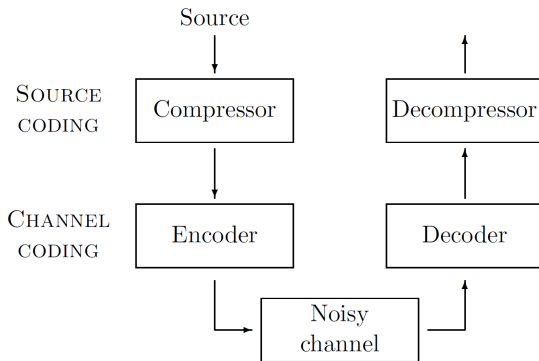 Source
SOURCE
CODING
Compressor
Decompressor
CHANNEL
CODING
Encoder
Decoder
Noisy
channel